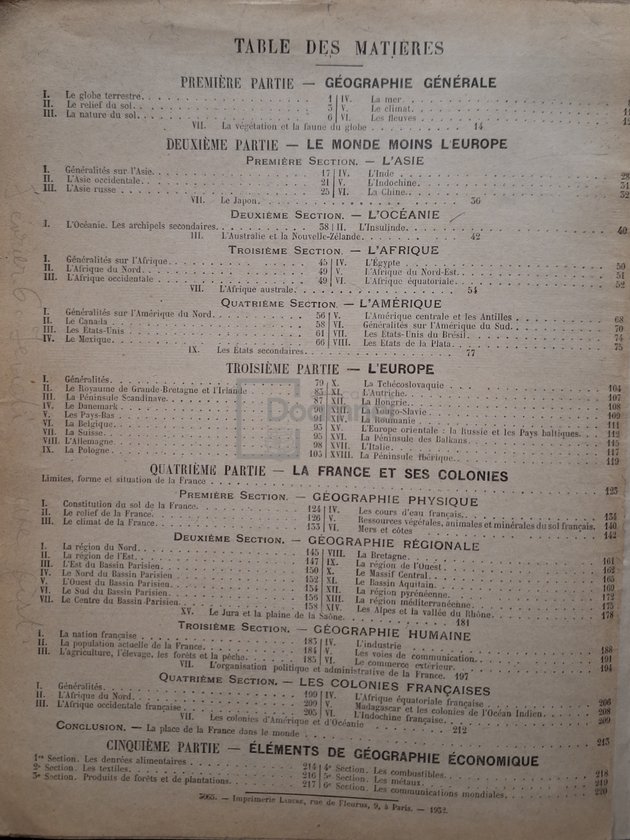 TABLE DES MATIÈRES
PREMIÈRE PARTIE — GÉOGRAPHIE GÉNÉRALE
I. Le globe terrestre. 1 IV. La mer
II. Le relief du sol. 3 V. Le climat.
III. La nature du sol. 6 VI. Les fleuves
VII. La végétation et la faune du globe 14
DEUXIÈME PARTIE — LE MONDE MOINS L'EUROPE
PREMIÈRE SECTION. — L'ASIE
I. Généralités sur l'Asie. 17 IV. L'Inde 28
II. L'Asie occidentale. 21 V. L'Indochine. 31
III. L'Asie russe 25 VI. La Chine. 32
VII. Le Japon. 36
DEUXIÈME SECTION. — L'OCÉANIE
I. L'Océanie. Les archipels secondaires. 38 II. L'Insulinde. 40
III. L'Australie et la Nouvelle-Zélande. 42
TROISIÈME SECTION. — L'AFRIQUE
I. Généralités sur l'Afrique. 45 IV. L'Égypte 50
II. L'Afrique du Nord. 49 V. L'Afrique du Nord-Est. 51
III. L'Afrique occidentale 49 VI. L'Afrique équatoriale. 52
VII. L'Afrique australe. 54
QUATRIÈME SECTION. — L'AMÉRIQUE
I. Généralités sur l'Amérique du Nord. 56 V. L'Amérique centrale et les Antilles 68
II. Le Canada 58 VI. Généralités sur l'Amérique du Sud. 70
III. Les Etats-Unis 61 VII. Les Etats-Unis du Brésil 74
IV. Le Mexique. 66 VIII. Les Etats de la Plata. 75
IX. Les États secondaires. 77
TROISIÈME PARTIE — L'EUROPE
I. Généralités. 79 X. La Tchécoslovaquie 104
II. Le Royaume de Grande-Bretagne et l'Irlande 83 XI. L'Autriche. 107
III. La Péninsule Scandinave. 87 XII. La Hongrie. 108
IV. Le Danemark 90 La Yougo-Slavie 109
V. Les Pays-Bas XIV. La Roumanie 111
VI. La Belgique. 93 XV. L'Europe orientale : la Russie et les Pays baltiques. 112
VII. La Suisse. 95 XVI. La Péninsule des Balkans. 115
VIII. L'Allemagne 98 XVII. L'Italie. 117
IX. La Pologne 103 XVIII. La Péninsule Ibérique. 119
QUATRIÈME PARTIE — LA FRANCE ET SES COLONIES
Limites, forme et situation de la France 123
PREMIÈRE SECTION. — GÉOGRAPHIE PHYSIQUE
I. Constitution du sol de la France. 124 IV. Les cours d'eau français. 134
II. Le relief de la France. 126 V. Ressources végétales, animales et minérales du sol français. 140
III. Le climat de la France. 133 VI. Mers et côtes 142
DEUXIÈME SECTION. — GÉOGRAPHIE RÉGIONALE
I. La région du Nord. 145 VIII. La Bretagne. 161
II. La région de l'Est. 147 IX. La région de l'Ouest. 162
III. L'Est du Bassin Parisien 150 X. Le Massif Central. 165
IV. Le Nord du Bassin Parisien 152 XI. Le Bassin Aquitain. 169
V. L'Ouest du Bassin Parisien. 154 XII. La région pyrénéenne. 172
VI. Le Sud du Bassin Parisien 156 XIII. La région méditerranéenne. 175
VII. Le Centre du Bassin Parisien. 158 XIV. Les Alpes et la vallée du Rhône. 178
XV. Le Jura et la plaine de la Saône. 181
TROISIÈME SECTION. — GÉOGRAPHIE HUMAINE
I. La nation française 183 IV. L'industrie 188
II. La population actuelle de la France. 184 V. Les voies de communication. 191
III. L'agriculture, l'élevage, les forêts et la pêche. 185 VI. Le commerce extérieur. 194
VII. L'organisation politique et administrative de la France. 197
QUATRIÈME SECTION. — LES COLONIES FRANÇAISES
I. Généralités. 199 IV. L'Afrique équatoriale française 206
II. L'Afrique du Nord. 200 V. Madagascar et les colonies de l'Océan Indien. 208
III. L'Afrique occidentale française. 205 VI. L'Indochine française. 209
VII. Les colonies d'Amérique et d'Océanie 212
CONCLUSION. — La place de la France dans le monde 213
CINQUIÈME PARTIE — ÉLÉMENTS DE GÉOGRAPHIE ÉCONOMIQUE
1re Section. Les denrées alimentaires 214 4e Section. Les combustibles. 218
2e Section. Les textiles. 216 5e Section. Les métaux. 219
3e Section. Produits de forêts et de plantations. 217 6e Section. Les communications mondiales. 220
3065. — Imprimerie LAHURE, rue de Fleurus, 9, à Paris. — 1932.